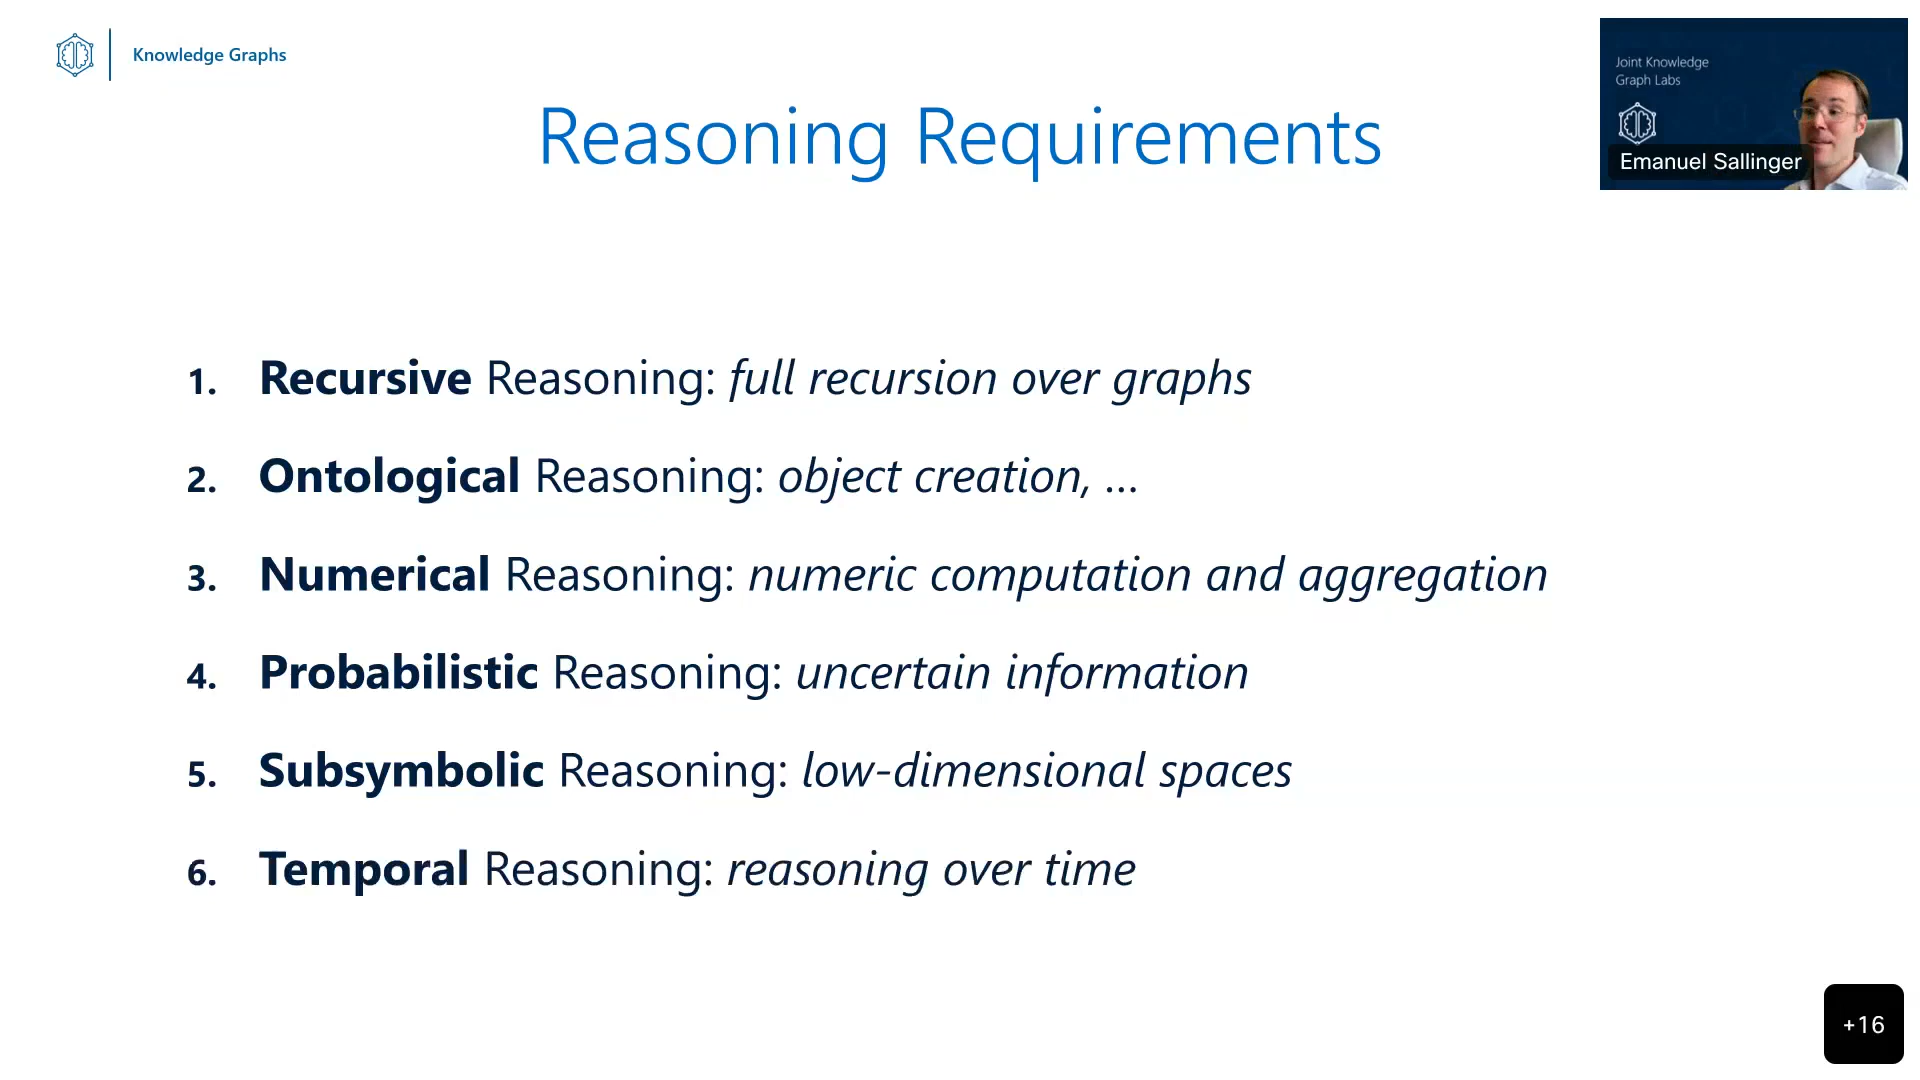 Knowledge Graphs
Joint Knowledge
Graph Labs
Emanuel Sallinger
Reasoning Requirements
1. Recursive Reasoning: full recursion over graphs
2. Ontological Reasoning: object creation, ...
3. Numerical Reasoning: numeric computation and aggregation
4. Probabilistic Reasoning: uncertain information
5. Subsymbolic Reasoning: low-dimensional spaces
6. Temporal Reasoning: reasoning over time
+16